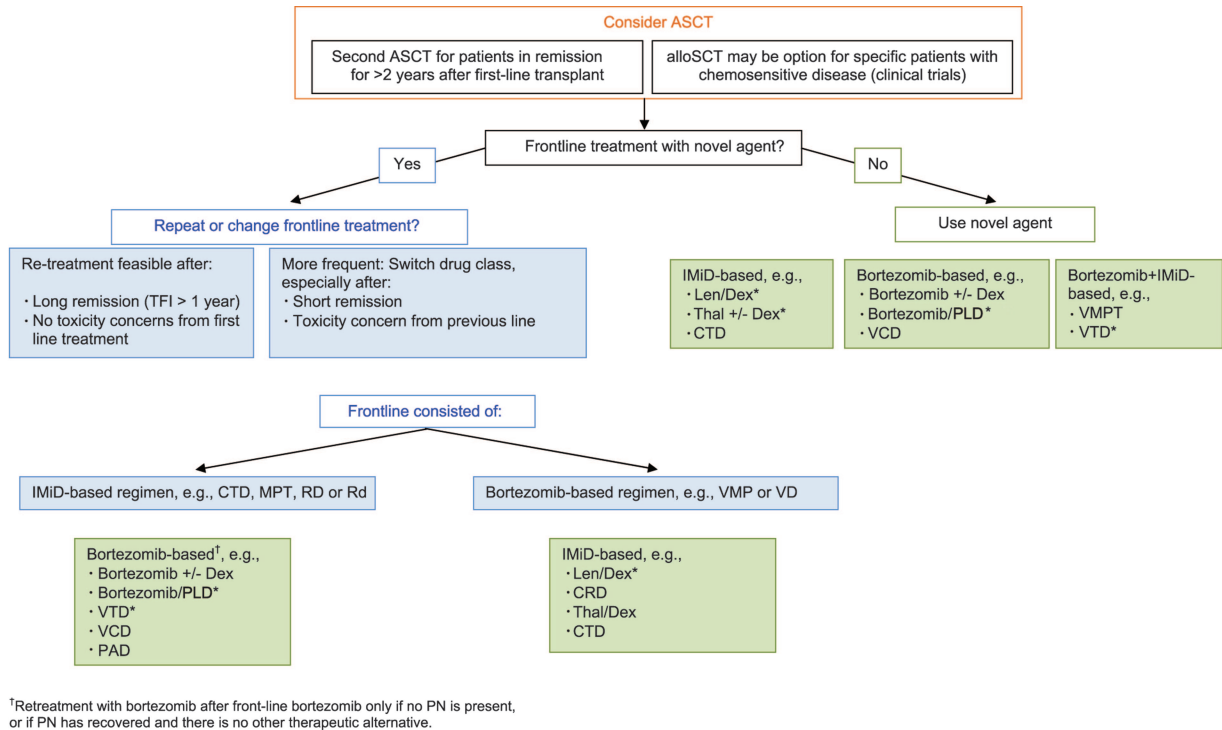 Consider ASCT
Second ASCT for patients in remission
for >2 years after first-line transplant
alloSCT may be option for specific patients with
chemosensitive disease (clinical trials)
Frontline treatment with novel agent?
Yes
No
Repeat or change frontline treatment?
Use novel agent
Re-treatment feasible after:
· Long remission (TFI > 1 year)
· No toxicity concerns from first
line treatment
More frequent: Switch drug class,
especially after:
· Short remission
· Toxicity concern from previous line
IMiD-based, e.g.,
· Len/Dex*
· Thal +/- Dex*
· CTD
Bortezomib-based, e.g.,
· Bortezomib +/- Dex
· Bortezomib/PLD*
· VCD
Bortezomib+IMiD-
based, e.g.,
· VMPT
· VTD*
Frontline consisted of:
IMiD-based regimen, e.g., CTD, MPT, RD or Rd
Bortezomib-based regimen, e.g., VMP or VD
Bortezomib-based†, e.g.,
· Bortezomib +/- Dex
· Bortezomib/PLD*
· VTD*
· VCD
· PAD
IMiD-based, e.g.,
· Len/Dex*
· CRD
· Thal/Dex
· CTD
†Retreatment with bortezomib after front-line bortezomib only if no PN is present,
or if PN has recovered and there is no other therapeutic alternative.